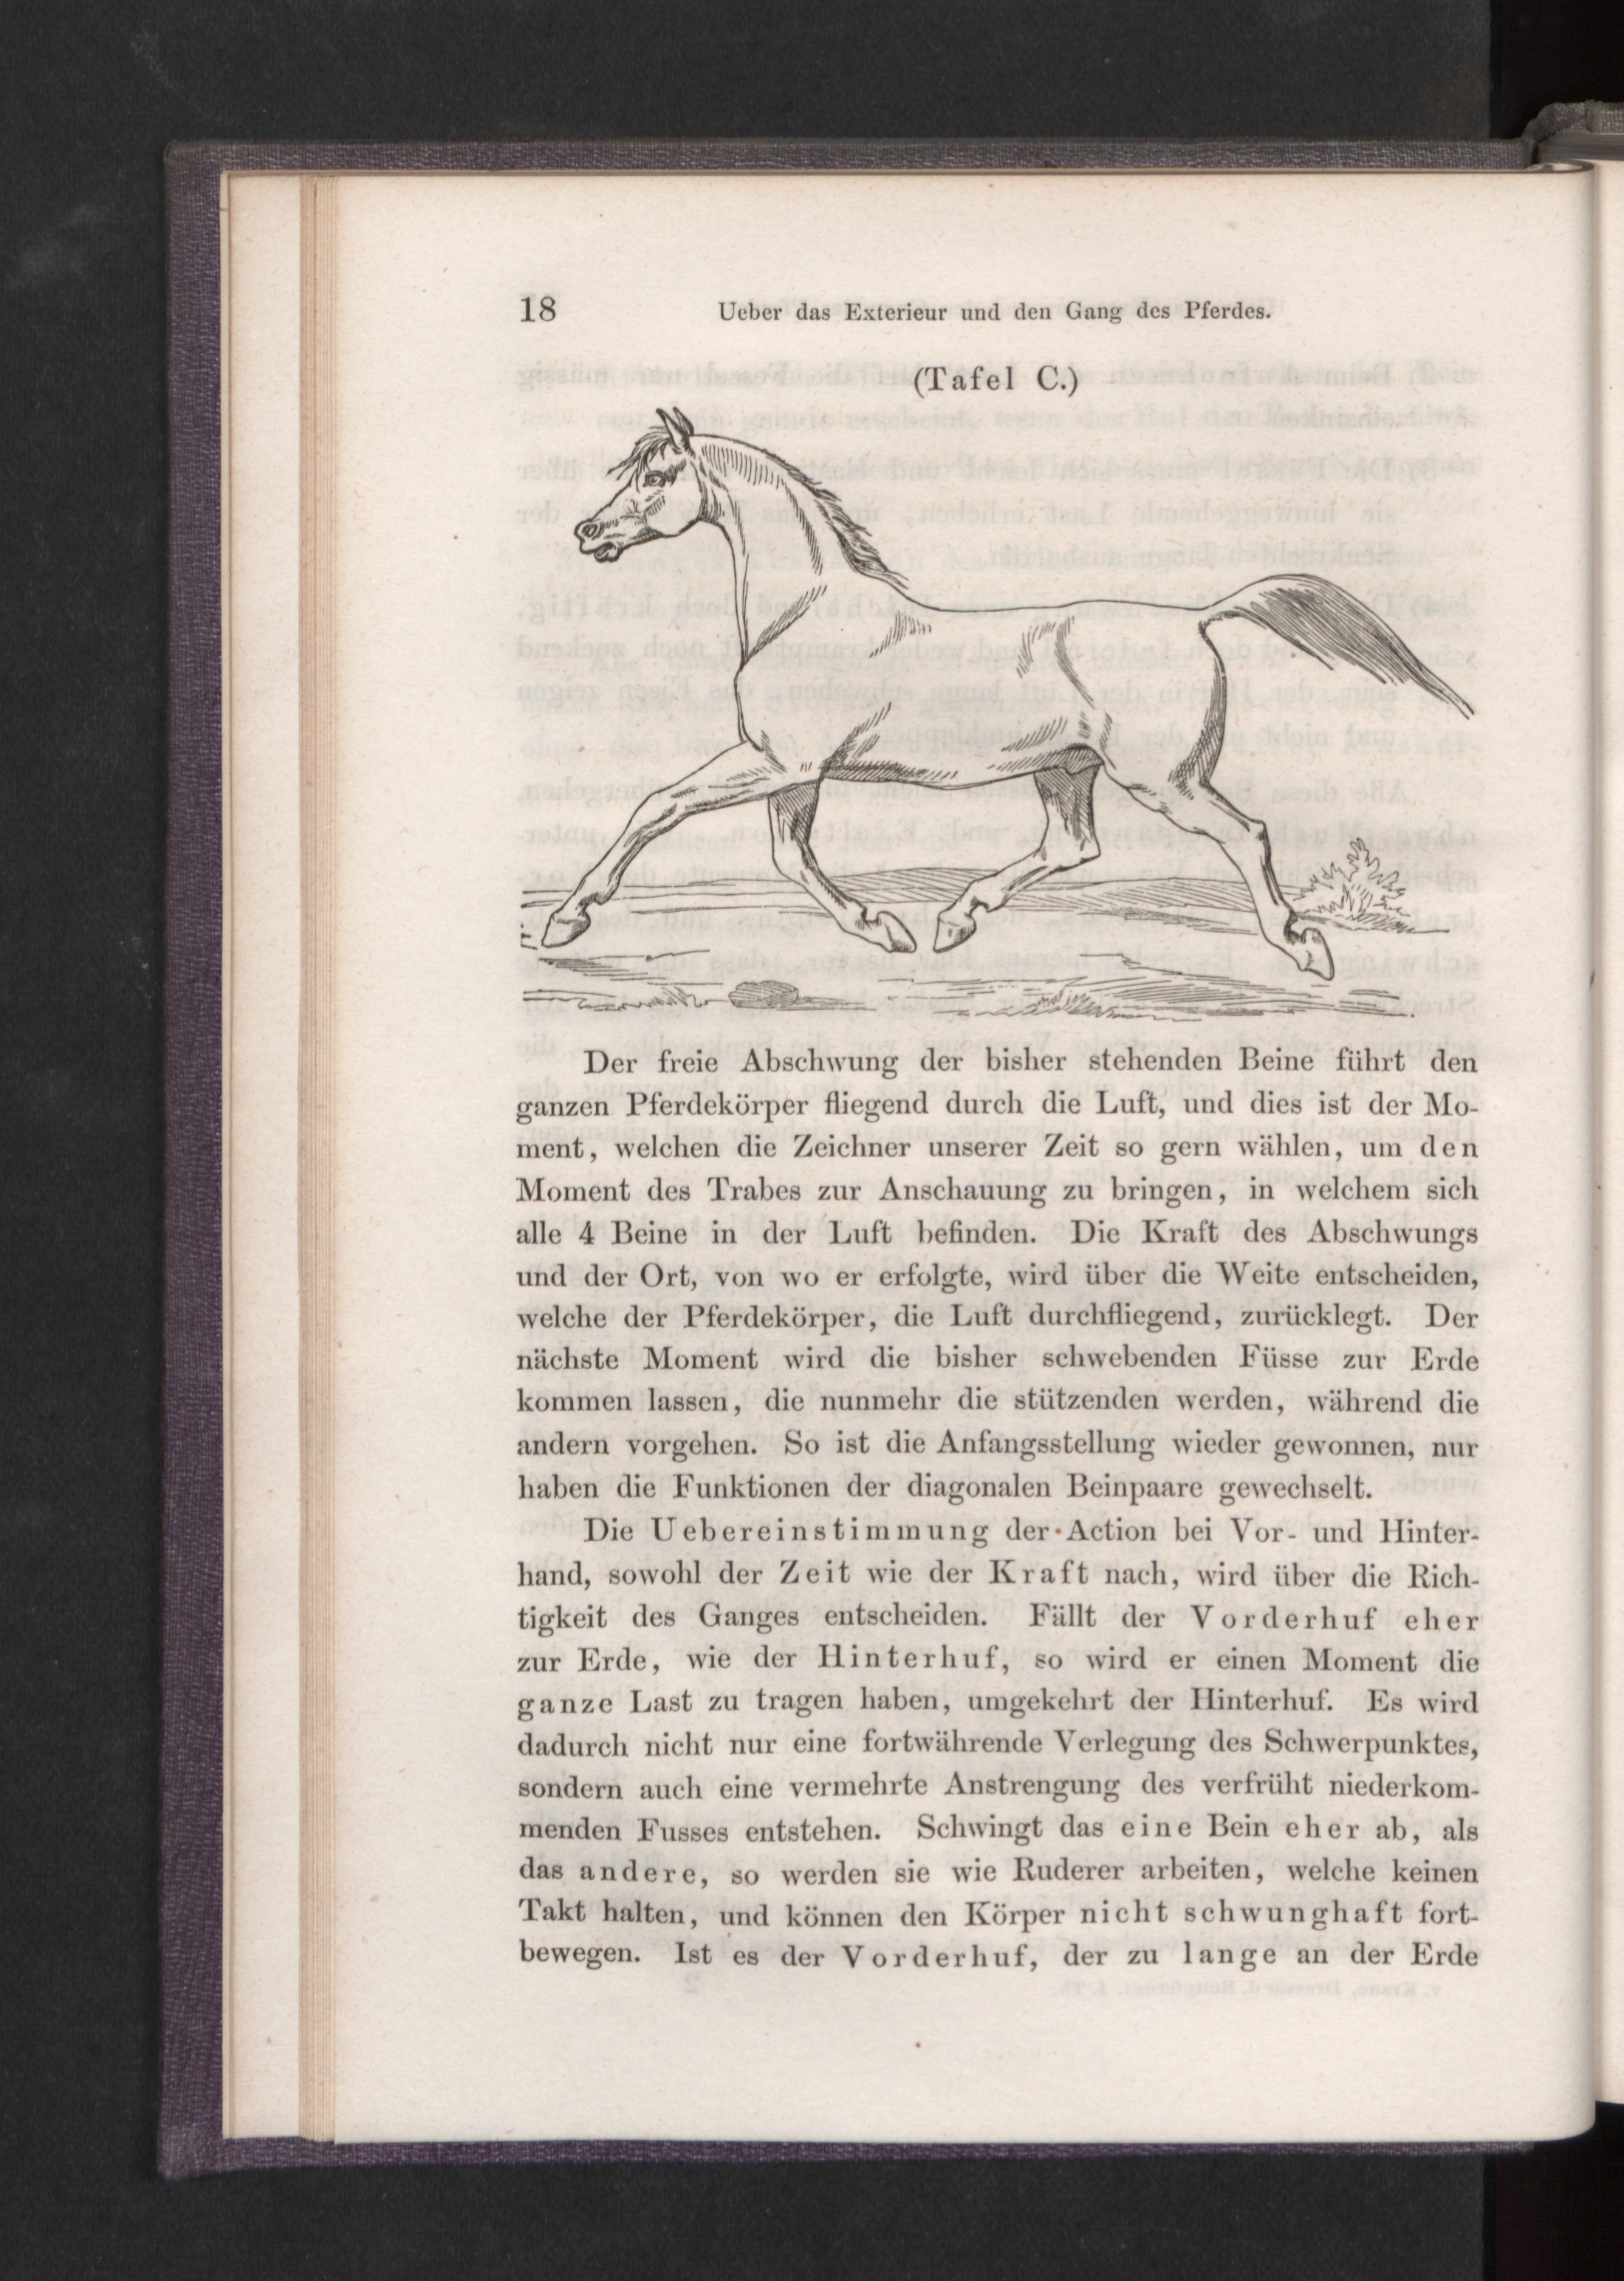 18
Ueber das Exterieur und den Gang des Pferdes.
(Tafel C.)
Der freie Abschwung der bisher stehenden Beine führt den
ganzen Pferdekörper fliegend durch die Luft, und dies ist der Mo-
ment, welchen die Zeichner unserer Zeit so gern wählen, um den
Moment des Trabes zur Anschauung zu bringen, in welchem sich
alle 4 Beine in der Luft befinden. Die Kraft des Abschwungs
und der Ort, von wo er erfolgte, wird über die Weite entscheiden,
welche der Pferdekörper, die Luft durchfliegend, zurücklegt. Der
nächste Moment wird die bisher schwebenden Füsse zur Erde
kommen lassen, die nunmehr die stützenden werden, während die
andern vorgehen. So ist die Anfangsstellung wieder gewonnen, nur
haben die Funktionen der diagonalen Beinpaare gewechselt.
Die Uebereinstimmung der Action bei Vor- und Hinter-
hand, sowohl der Zeit wie der Kraft nach, wird über die Rich-
tigkeit des Ganges entscheiden. Fällt der Vorderhuf eher
zur Erde, wie der Hinterhuf, so wird er einen Moment die
ganze Last zu tragen haben, umgekehrt der Hinterhuf. Es wird
dadurch nicht nur eine fortwährende Verlegung des Schwerpunktes,
sondern auch eine vermehrte Anstrengung des verfrüht niederkom-
menden Fusses entstehen. Schwingt das eine Bein eher ab, als
das andere, so werden sie wie Ruderer arbeiten, welche keinen
Takt halten, und können den Körper nicht schwunghaft fort-
bewegen. Ist es der Vorderhuf, der zu lange an der Erde